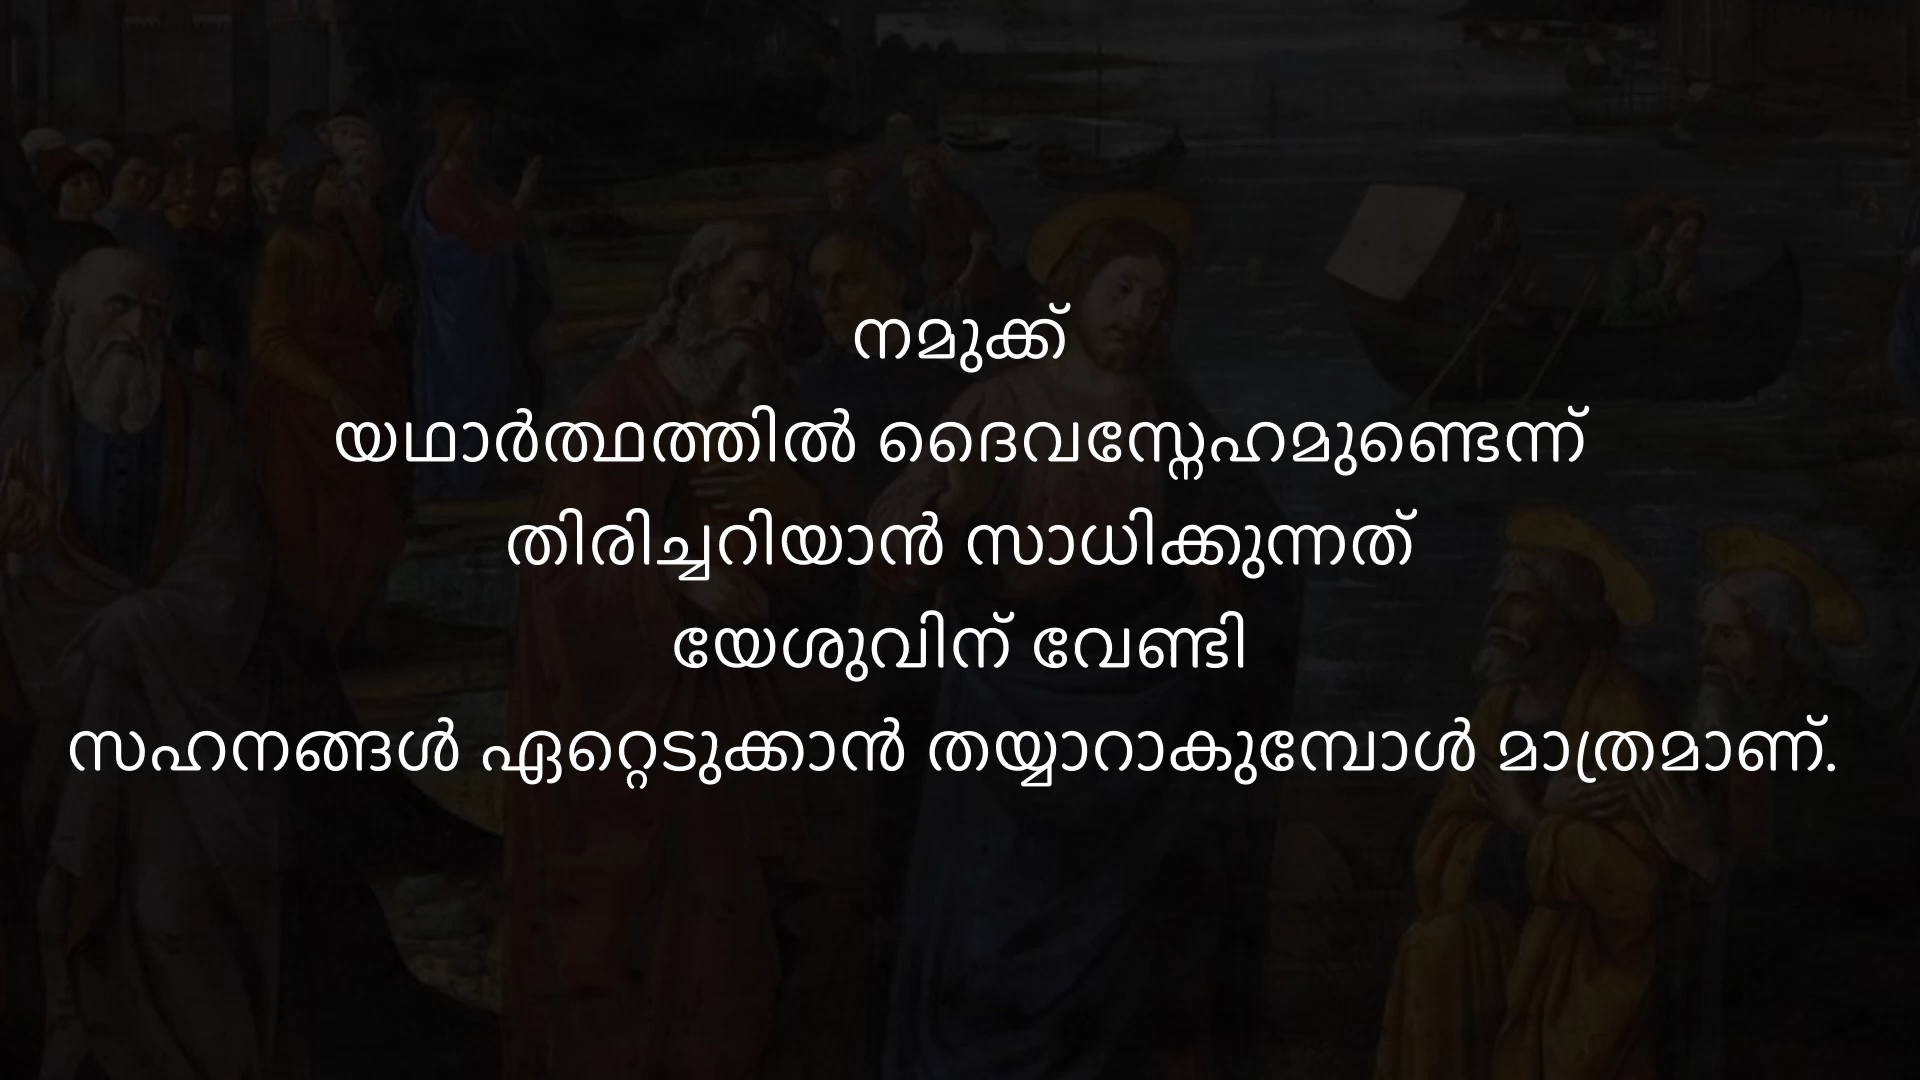 നമുക്ക്
യഥാർത്ഥത്തിൽ ദൈവസ്നേഹമുണ്ടെന്ന്
തിരിച്ചറിയാൻ സാധിക്കുന്നത്
യേശുവിന് വേണ്ടി
സഹനങ്ങൾ ഏറ്റെടുക്കാൻ തയ്യാറാകുമ്പോൾ മാത്രമാണ്.